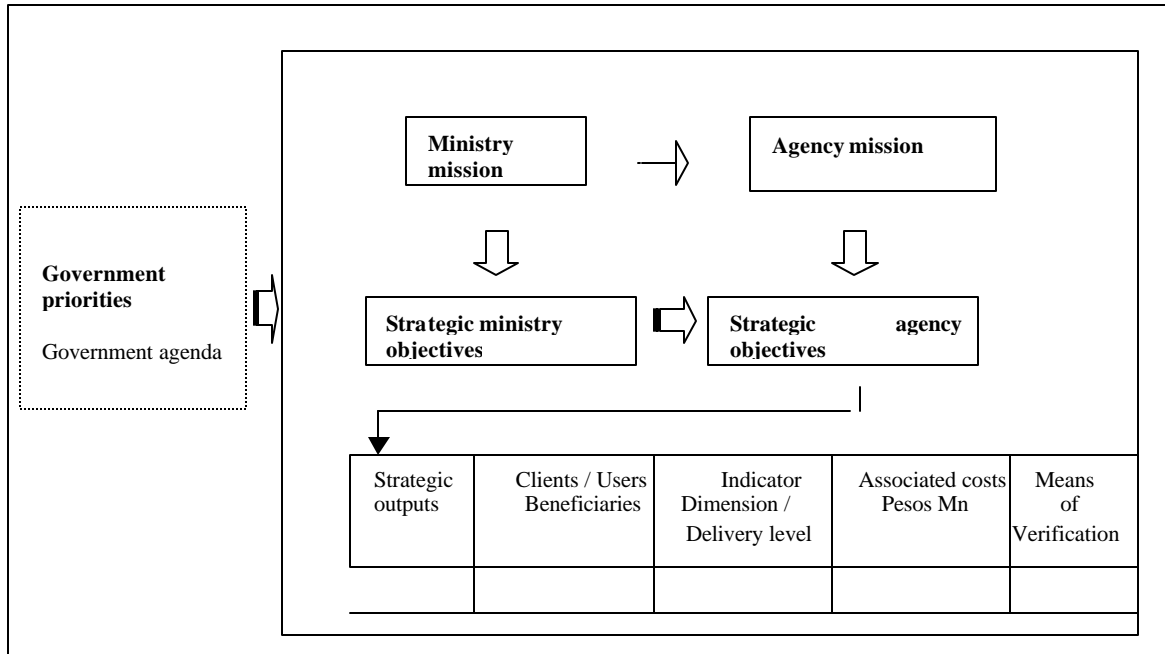 Ministry
mission
Agency mission
Government
priorities
Government agenda
Strategic ministry
objectives
Strategic agency
objectives
Strategic
outputs
Clients / Users
Beneficiaries
Indicator
Dimension /
Delivery level
Associated costs
Pesos Mn
Means
of
Verification